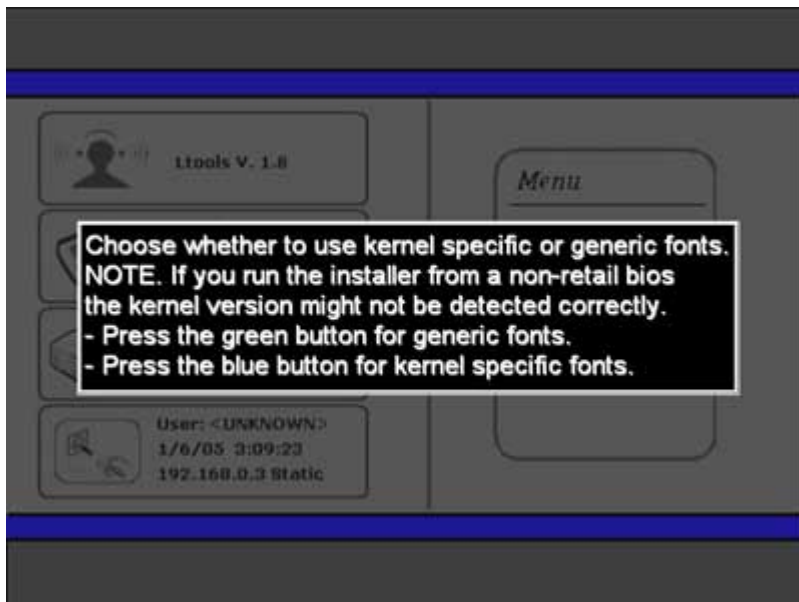 Ltools V. 1.8
Menu
Choose whether to use kernel specific or generic fonts.
NOTE. If you run the installer from a non-retail bios
the kernel version might not be detected correctly.
- Press the green button for generic fonts.
- Press the blue button for kernel specific fonts.
User: <UNKNOWN>
1/6/05 3:09:23
192.168.0.3 Static